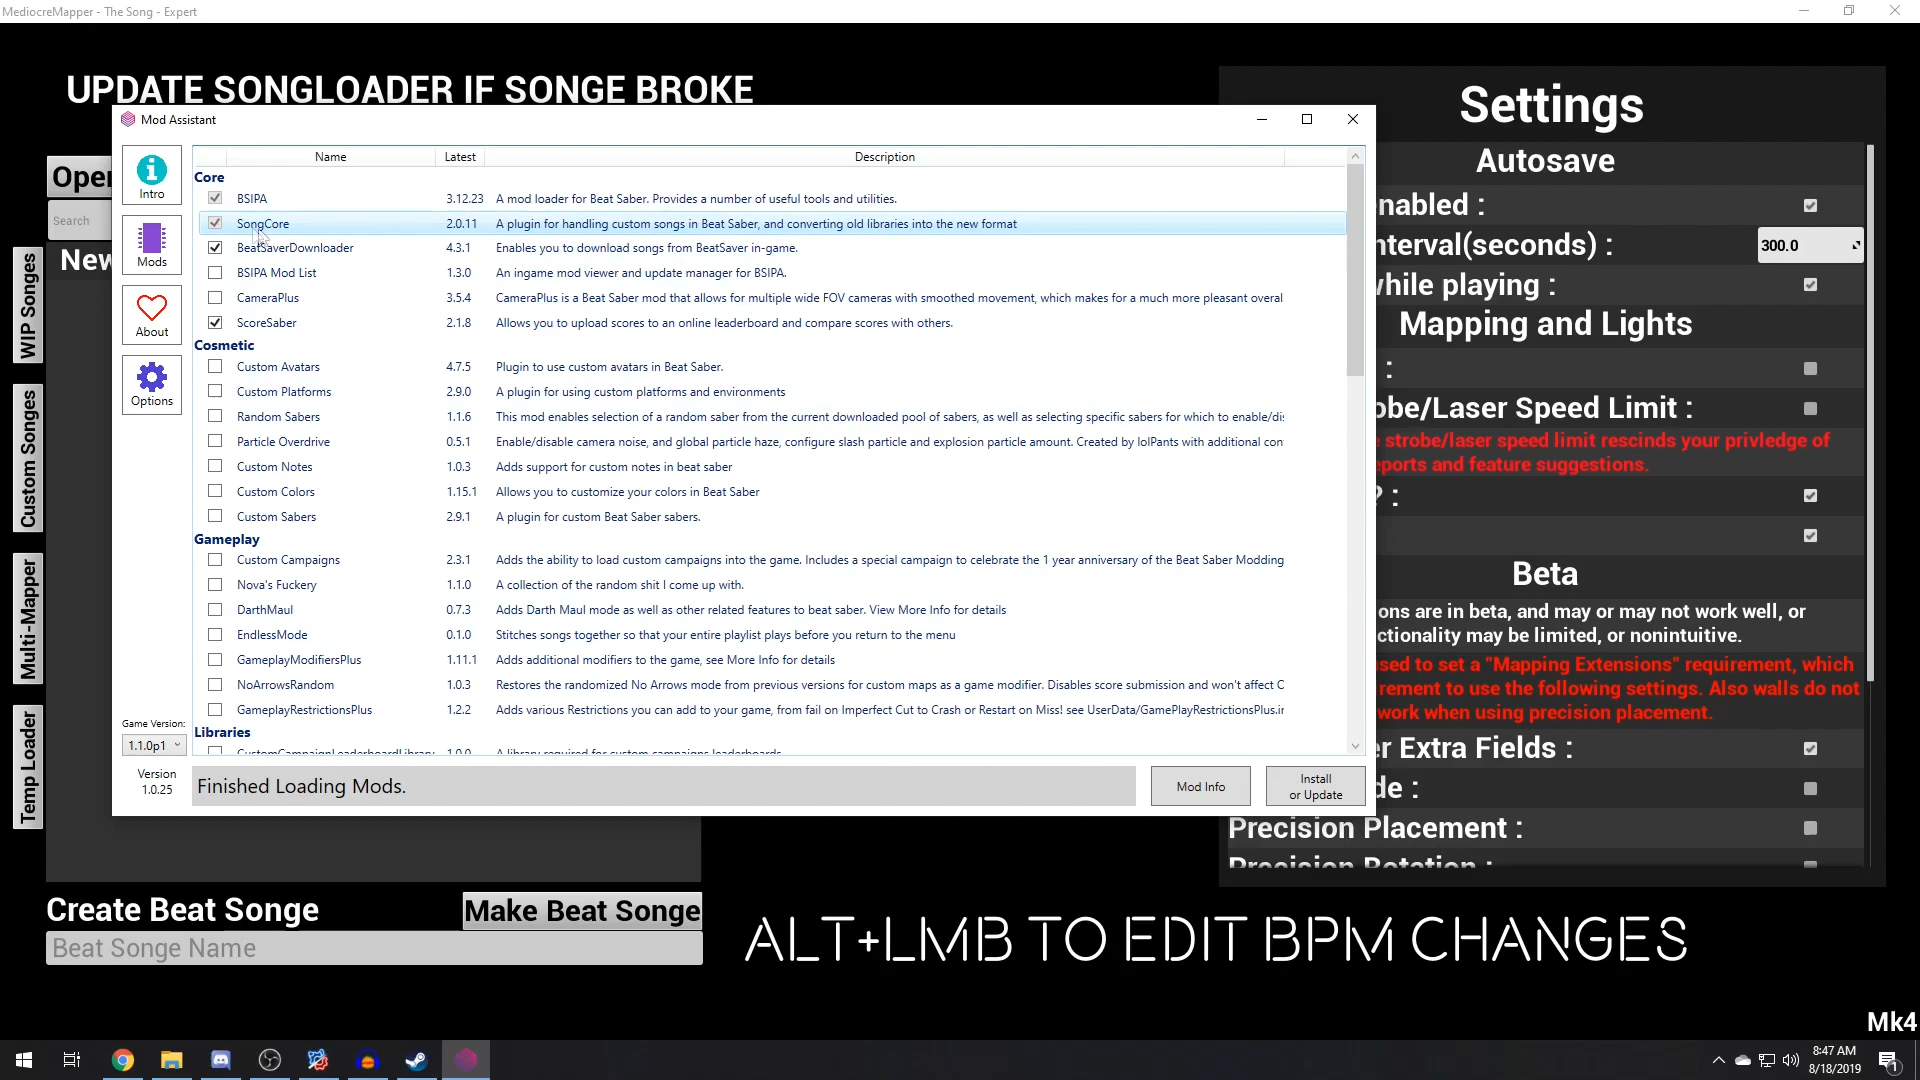 MediocreMapper - The Song - Expert
UPDATE SONGLOADER IF SONGE BROKE
Open
Search
New
WIP Songes
Custom Songes
Multi-Mapper
Temp Loader
Mod Assistant
Intro
Mods
About
Options
Game Version:
1.1.0p1
Version
1.0.25
Name Latest Description
Core
BSIPA 3.12.23 A mod loader for Beat Saber. Provides a number of useful tools and utilities.
SongCore 2.0.11 A plugin for handling custom songs in Beat Saber, and converting old libraries into the new format
BeatSaverDownloader 4.3.1 Enables you to download songs from BeatSaver in-game.
BSIPA Mod List 1.3.0 An ingame mod viewer and update manager for BSIPA.
CameraPlus 3.5.4 CameraPlus is a Beat Saber mod that allows for multiple wide FOV cameras with smoothed movement, which makes for a much more pleasant overal
ScoreSaber 2.1.8 Allows you to upload scores to an online leaderboard and compare scores with others.
Cosmetic
Custom Avatars 4.7.5 Plugin to use custom avatars in Beat Saber.
Custom Platforms 2.9.0 A plugin for using custom platforms and environments
Random Sabers 1.1.6 This mod enables selection of a random saber from the current downloaded pool of sabers, as well as selecting specific sabers for which to enable/di
Particle Overdrive 0.5.1 Enable/disable camera noise, and global particle haze, configure slash particle and explosion particle amount. Created by lolPants with additional con
Custom Notes 1.0.3 Adds support for custom notes in beat saber
Custom Colors 1.15.1 Allows you to customize your colors in Beat Saber
Custom Sabers 2.9.1 A plugin for custom Beat Saber sabers.
Gameplay
Custom Campaigns 2.3.1 Adds the ability to load custom campaigns into the game. Includes a special campaign to celebrate the 1 year anniversary of the Beat Saber Modding
Nova's Fuckery 1.1.0 A collection of the random shit I come up with.
DarthMaul 0.7.3 Adds Darth Maul mode as well as other related features to beat saber. View More Info for details
EndlessMode 0.1.0 Stitches songs together so that your entire playlist plays before you return to the menu
GameplayModifiersPlus 1.11.1 Adds additional modifiers to the game, see More Info for details
NoArrowsRandom 1.0.3 Restores the randomized No Arrows mode from previous versions for custom maps as a game modifier. Disables score submission and won't affect C
GameplayRestrictionsPlus 1.2.2 Adds various Restrictions you can add to your game, from fail on Imperfect Cut to Crash or Restart on Miss! see UserData/GamePlayRestrictionsPlus.ir
Libraries
CustomCampaignLeaderboardLibrary 1.0.0 A library required for custom campaigns leaderboards
Finished Loading Mods.
Mod Info
Install
or Update
Settings
Autosave
nabled :
nterval(seconds) : 300.0
while playing :
Mapping and Lights
:
obe/Laser Speed Limit :
e strobe/laser speed limit rescinds your privledge of
eports and feature suggestions.
? :
Beta
ons are in beta, and may or may not work well, or
ctionality may be limited, or nonintuitive.
used to set a "Mapping Extensions" requirement, which
rement to use the following settings. Also walls do not
work when using precision placement.
er Extra Fields :
de :
Precision Placement :
Precision Rotation :
Create Beat Songe
Make Beat Songe
Beat Songe Name
ALT+LMB TO EDIT BPM CHANGES
Mk4
8:47 AM
8/18/2019
1